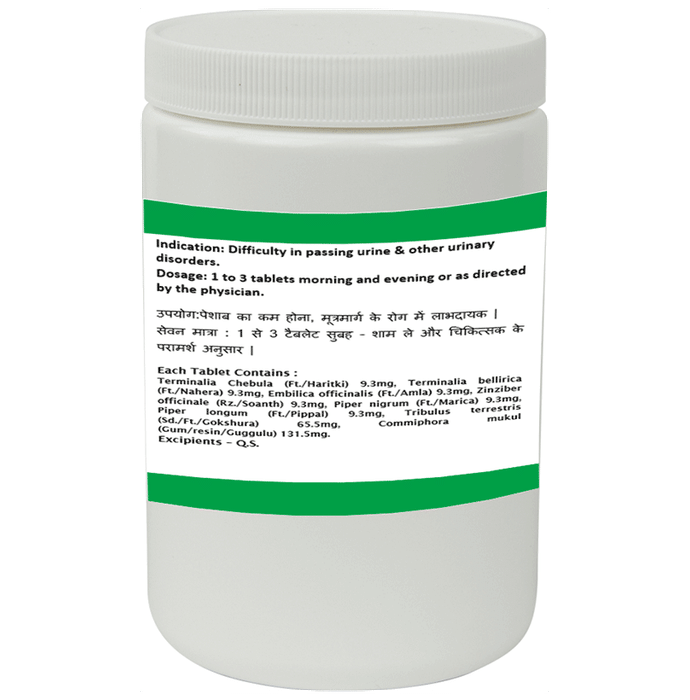 Indication: Difficulty in passing urine & other urinary
disorders.
Dosage: 1 to 3 tablets morning and evening or as directed
by the physician.
उपयोग:पेशाब का कम होना, मूत्रमार्ग के रोग में लाभदायक |
सेवन मात्रा : 1 से 3 टैबलेट सुबह - शाम ले और चिकित्सक के
परामर्श अनुसार |
Each Tablet Contains :
Terminalia Chebula (Ft./Haritki) 9.3mg, Terminalia bellirica
(Ft./Nahera) 9.3mg, Embilica officinalis (Ft./Amla) 9.3mg, Zinziber
officinale (Rz./Soanth) 9.3mg, Piper nigrum (Ft./Marica) 9.3mg,
Piper longum (Ft./Pippal) 9.3mg, Tribulus terrestris
(Sd./Ft./Gokshura) 65.5mg, Commiphora mukul
(Gum/resin/Guggulu) 131.5mg.
Excipients – Q.S.